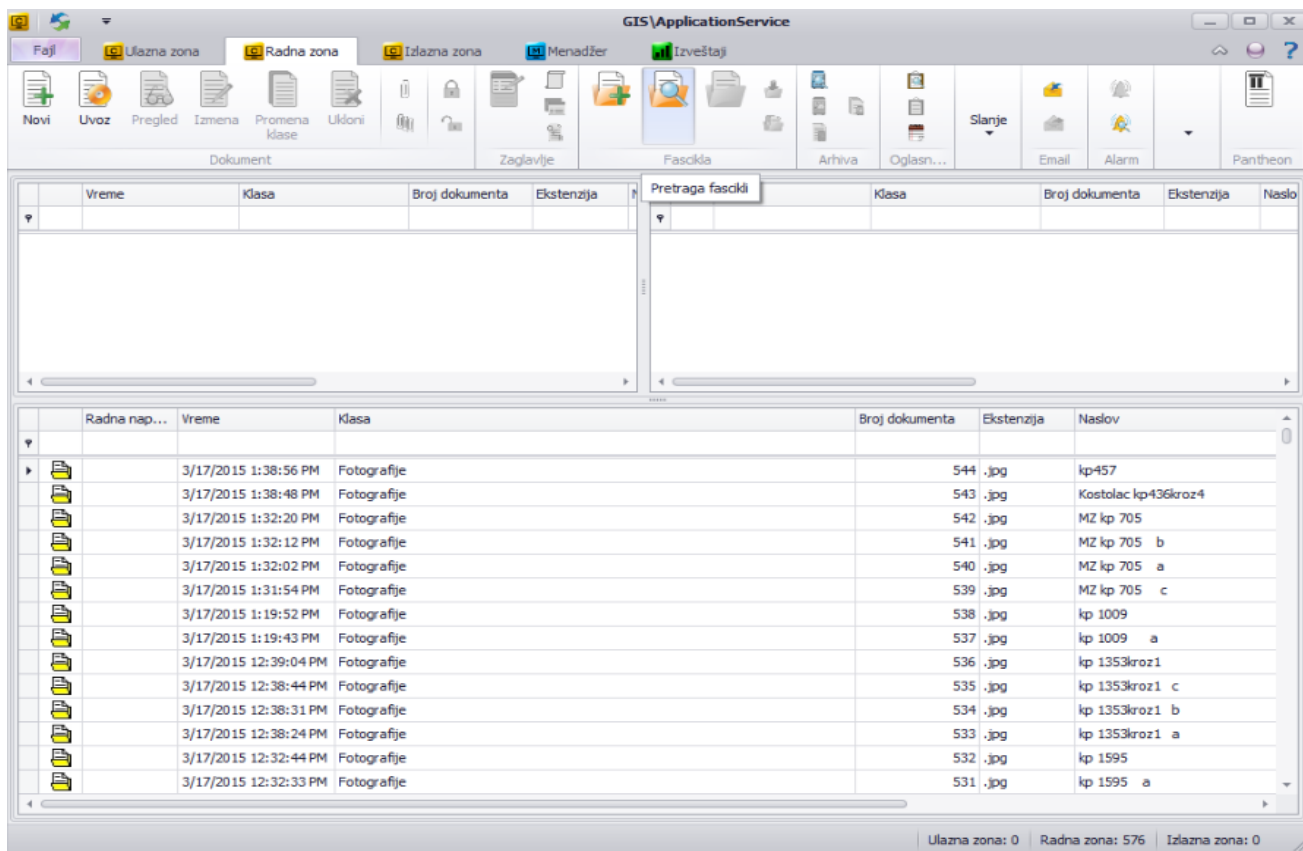 GIS\ApplicationService
Fajl Ulazna zona Radna zona Izlazna zona Menadžer Izveštaji
Novi Uvoz Pregled Izmena Promena klase Ukloni Slanje
Dokument Zaglavlje Fascikla Arhiva Oglasn... Email Alarm Pantheon
Pretraga fascikli
Vreme Klasa Broj dokumenta Ekstenzija Klasa Broj dokumenta Ekstenzija Naslo
Radna nap... Vreme Klasa Broj dokumenta Ekstenzija Naslov
3/17/2015 1:38:56 PM Fotografije 544 .jpg kp457
3/17/2015 1:38:48 PM Fotografije 543 .jpg Kostolac kp436kroz4
3/17/2015 1:32:20 PM Fotografije 542 .jpg MZ kp 705
3/17/2015 1:32:12 PM Fotografije 541 .jpg MZ kp 705 b
3/17/2015 1:32:02 PM Fotografije 540 .jpg MZ kp 705 a
3/17/2015 1:31:54 PM Fotografije 539 .jpg MZ kp 705 c
3/17/2015 1:19:52 PM Fotografije 538 .jpg kp 1009
3/17/2015 1:19:43 PM Fotografije 537 .jpg kp 1009 a
3/17/2015 12:39:04 PM Fotografije 536 .jpg kp 1353kroz1
3/17/2015 12:38:44 PM Fotografije 535 .jpg kp 1353kroz1 c
3/17/2015 12:38:31 PM Fotografije 534 .jpg kp 1353kroz1 b
3/17/2015 12:38:24 PM Fotografije 533 .jpg kp 1353kroz1 a
3/17/2015 12:32:44 PM Fotografije 532 .jpg kp 1595
3/17/2015 12:32:33 PM Fotografije 531 .jpg kp 1595 a
Ulazna zona: 0 Radna zona: 576 Izlazna zona: 0